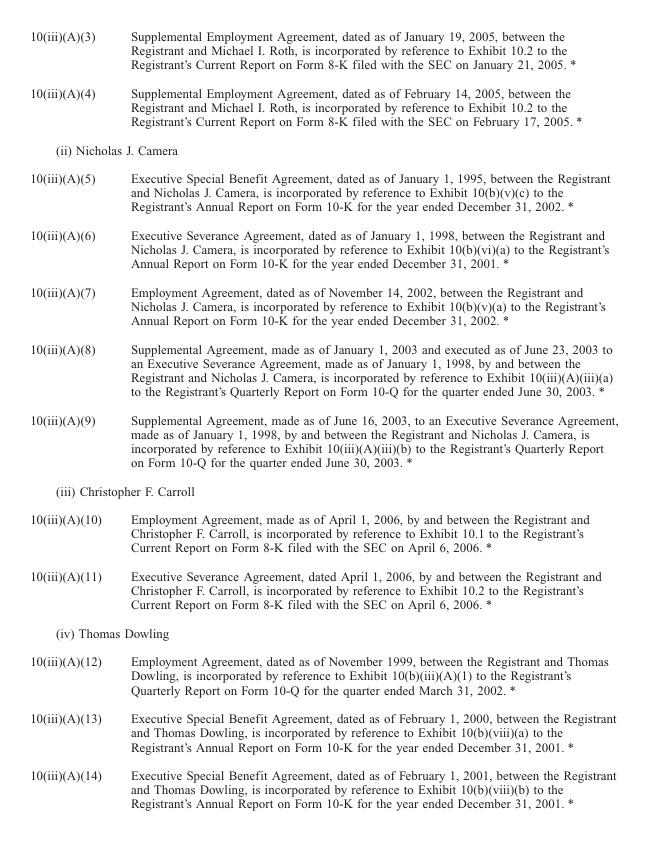 10(iii)(A)(3) Supplemental Employment Agreement, dated as of January 19, 2005, between the
Registrant and Michael I. Roth, is incorporated by reference to Exhibit 10.2 to the
Registrant's Current Report on Form 8-K filed with the SEC on January 21, 2005. *
10(iii)(A)(4) Supplemental Employment Agreement, dated as of February 14, 2005, between the
Registrant and Michael I. Roth, is incorporated by reference to Exhibit 10.2 to the
Registrant's Current Report on Form 8-K filed with the SEC on February 17, 2005. *
(ii) Nicholas J. Camera
10(iii)(A)(5) Executive Special Benefit Agreement, dated as of January 1, 1995, between the Registrant
and Nicholas J. Camera, is incorporated by reference to Exhibit 10(b)(v)(c) to the
Registrant's Annual Report on Form 10-K for the year ended December 31, 2002. *
10(iii)(A)(6) Executive Severance Agreement, dated as of January 1, 1998, between the Registrant and
Nicholas J. Camera, is incorporated by reference to Exhibit 10(b)(vi)(a) to the Registrant's
Annual Report on Form 10-K for the year ended December 31, 2001. *
10(iii)(A)(7) Employment Agreement, dated as of November 14, 2002, between the Registrant and
Nicholas J. Camera, is incorporated by reference to Exhibit 10(b)(v)(a) to the Registrant's
Annual Report on Form 10-K for the year ended December 31, 2002. *
10(iii)(A)(8) Supplemental Agreement, made as of January 1, 2003 and executed as of June 23, 2003 to
an Executive Severance Agreement, made as of January 1, 1998, by and between the
Registrant and Nicholas J. Camera, is incorporated by reference to Exhibit 10(iii)(A)(iii)(a)
to the Registrant's Quarterly Report on Form 10-Q for the quarter ended June 30, 2003. *
10(iii)(A)(9) Supplemental Agreement, made as of June 16, 2003, to an Executive Severance Agreement,
made as of January 1, 1998, by and between the Registrant and Nicholas J. Camera, is
incorporated by reference to Exhibit 10(iii)(A)(iii)(b) to the Registrant's Quarterly Report
on Form 10-Q for the quarter ended June 30, 2003. *
(iii) Christopher F. Carroll
10(iii)(A)(10) Employment Agreement, made as of April 1, 2006, by and between the Registrant and
Christopher F. Carroll, is incorporated by reference to Exhibit 10.1 to the Registrant's
Current Report on Form 8-K filed with the SEC on April 6, 2006. *
10(iii)(A)(11) Executive Severance Agreement, dated April 1, 2006, by and between the Registrant and
Christopher F. Carroll, is incorporated by reference to Exhibit 10.2 to the Registrant's
Current Report on Form 8-K filed with the SEC on April 6, 2006. *
(iv) Thomas Dowling
10(iii)(A)(12) Employment Agreement, dated as of November 1999, between the Registrant and Thomas
Dowling, is incorporated by reference to Exhibit 10(b)(iii)(A)(1) to the Registrant's
Quarterly Report on Form 10-Q for the quarter ended March 31, 2002. *
10(iii)(A)(13) Executive Special Benefit Agreement, dated as of February 1, 2000, between the Registrant
and Thomas Dowling, is incorporated by reference to Exhibit 10(b)(viii)(a) to the
Registrant's Annual Report on Form 10-K for the year ended December 31, 2001. *
10(iii)(A)(14) Executive Special Benefit Agreement, dated as of February 1, 2001, between the Registrant
and Thomas Dowling, is incorporated by reference to Exhibit 10(b)(viii)(b) to the
Registrant's Annual Report on Form 10-K for the year ended December 31, 2001. *